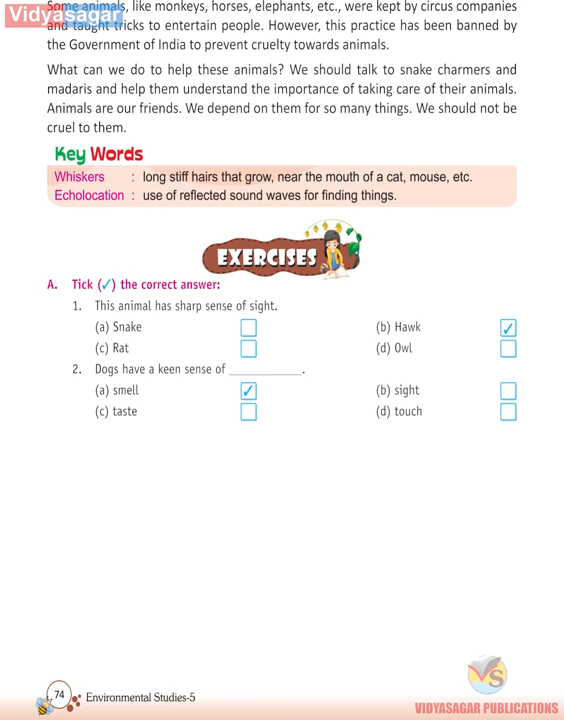 Some animals, like monkeys, horses, elephants, etc., were kept by circus companies
Vidyasagar
and taught tricks to entertain people. However, this practice has been banned by
the Government of India to prevent cruelty towards animals.
What can we do to help these animals? We should talk to snake charmers and
madaris and help them understand the importance of taking care of their animals.
Animals are our friends. We depend on them for so many things. We should not be
cruel to them.
Key Words
Whiskers : long stiff hairs that grow, near the mouth of a cat, mouse, etc.
Echolocation : use of reflected sound waves for finding things.
EXERCISES
A. Tick (✓) the correct answer:
1. This animal has sharp sense of sight.
(a) Snake (b) Hawk ✓
(c) Rat (d) Owl
2. Dogs have a keen sense of ____________.
(a) smell ✓ (b) sight
(c) taste (d) touch
74 Environmental Studies-5
VS
VIDYASAGAR PUBLICATIONS